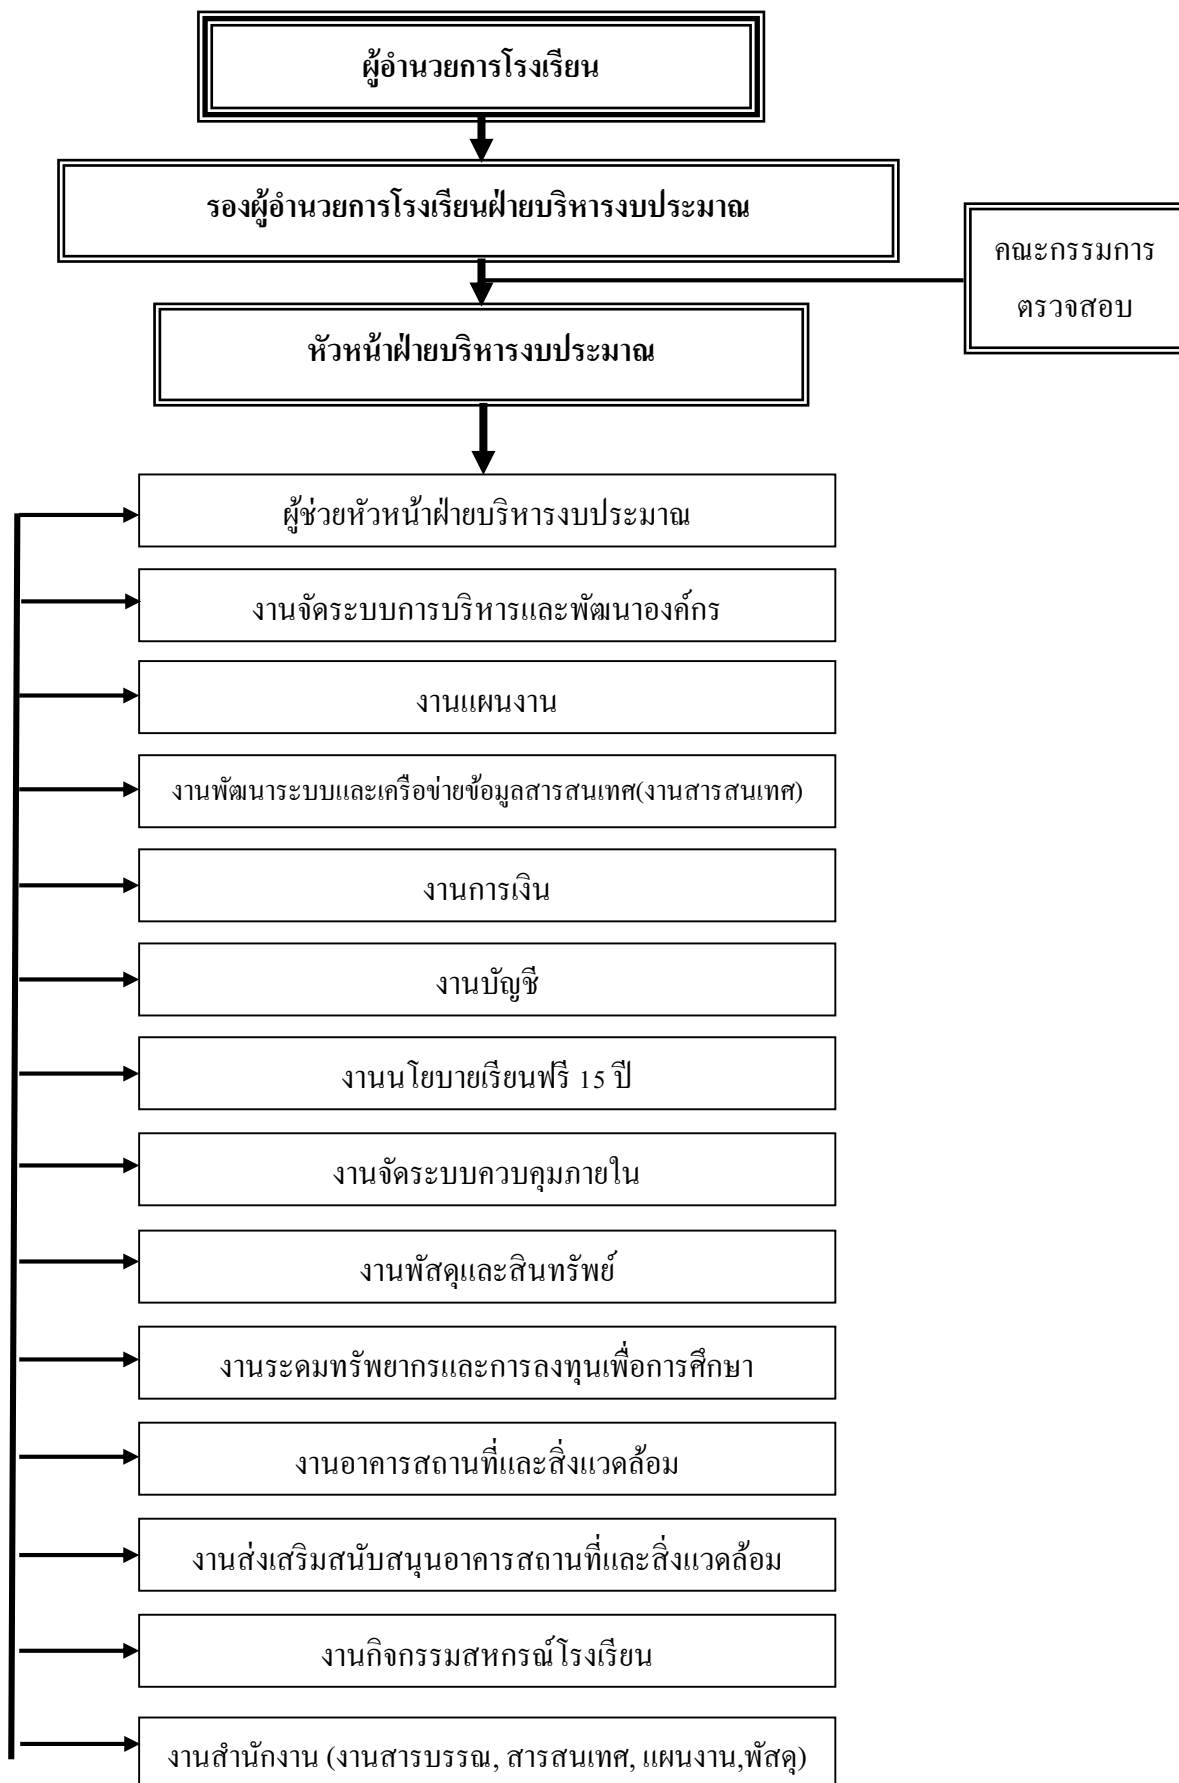 ผู้อำนวยการโรงเรียน
รองผู้อำนวยการโรงเรียนฝ่ายบริหารงบประมาณ
คณะกรรมการ
ตรวจสอบ
หัวหน้าฝ่ายบริหารงบประมาณ
ผู้ช่วยหัวหน้าฝ่ายบริหารงบประมาณ
งานจัดระบบการบริหารและพัฒนาองค์กร
งานแผนงาน
งานพัฒนาระบบและเครือข่ายข้อมูลสารสนเทศ(งานสารสนเทศ)
งานการเงิน
งานบัญชี
งานนโยบายเรียนฟรี 15 ปี
งานจัดระบบควบคุมภายใน
งานพัสดุและสินทรัพย์
งานระดมทรัพยากรและการลงทุนเพื่อการศึกษา
งานอาคารสถานที่และสิ่งแวดล้อม
งานส่งเสริมสนับสนุนอาคารสถานที่และสิ่งแวดล้อม
งานกิจกรรมสหกรณ์โรงเรียน
งานสำนักงาน (งานสารบรรณ, สารสนเทศ, แผนงาน,พัสดุ)